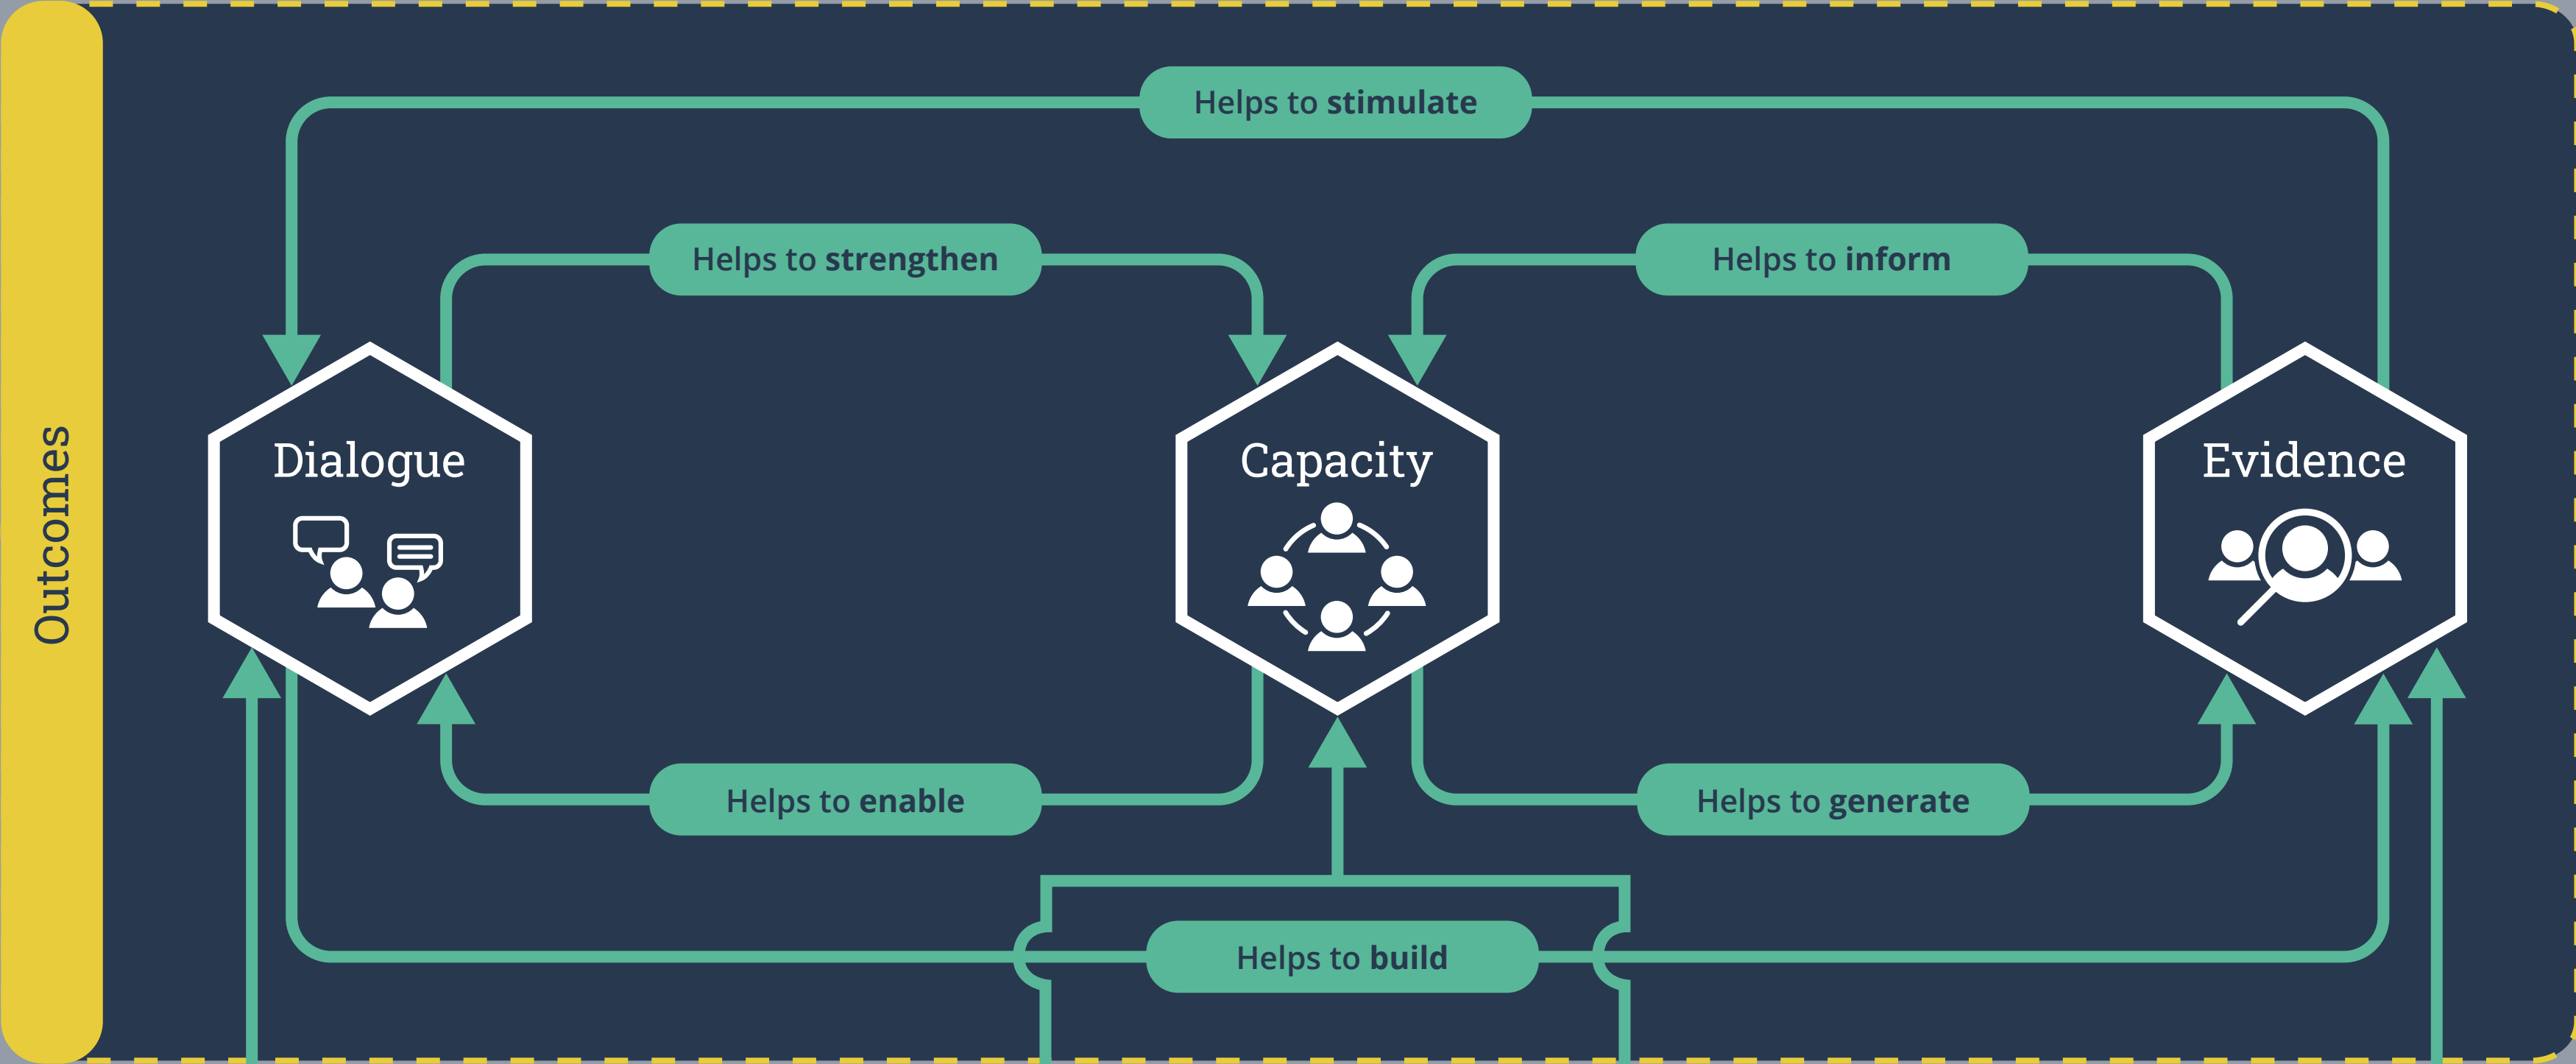 Outcomes
Helps to stimulate
Helps to strengthen
Helps to inform
Dialogue
Capacity
Evidence
Helps to enable
Helps to generate
Helps to build